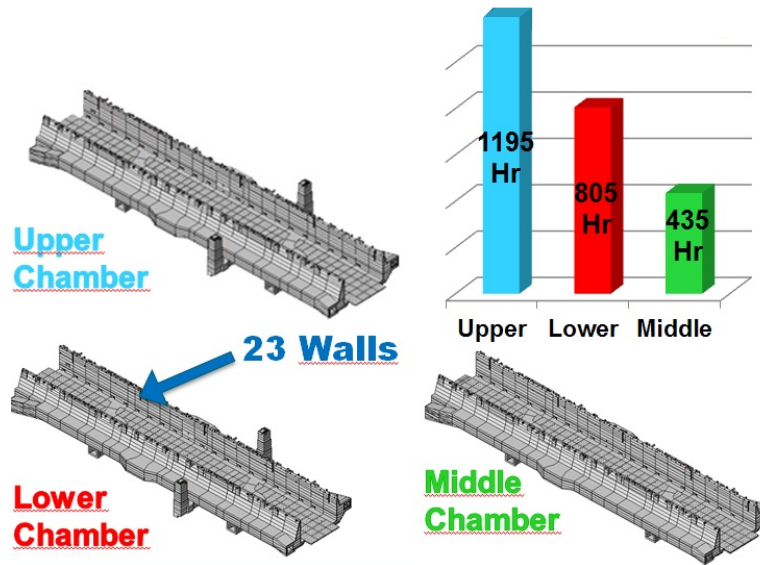 1195
Hr
805
Hr
435
Hr
Upper Lower Middle
Upper
Chamber
23 Walls
Lower
Chamber
Middle
Chamber